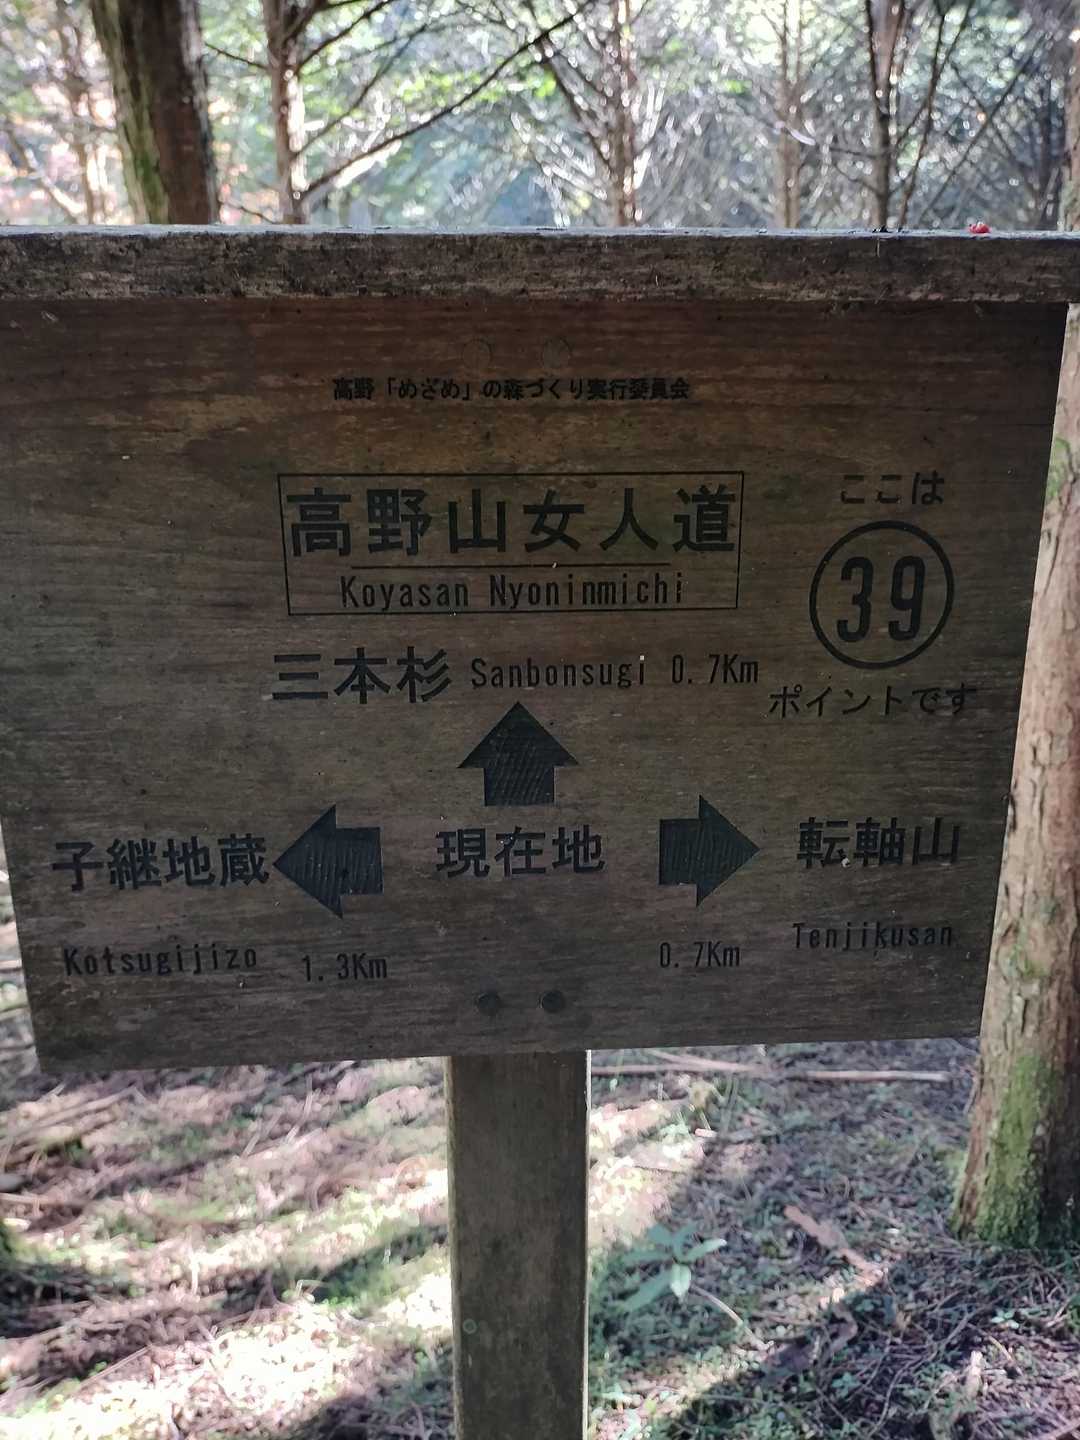 高野「めざめ」の森づくり実行委員会
高野山女人道
Koyasan Nyoninmichi
ここは
39
ポイントです
三本杉 Sanbonsugi 0.7Km
子継地蔵
現在地
転軸山
Kotsugijizo 1.3Km
0.7Km Tenjikusan